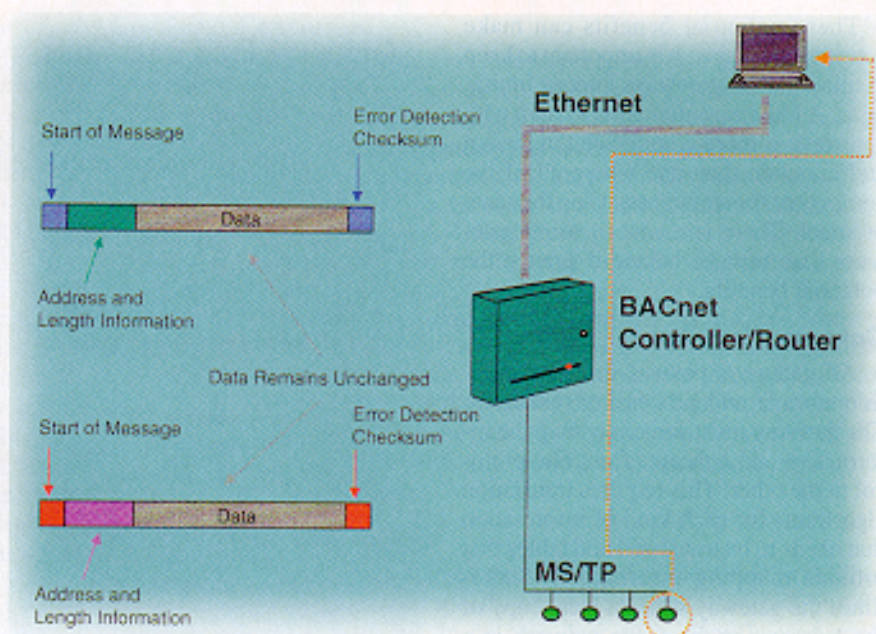 Ethernet
Start of Message
Error Detection
Checksum
Data
Address and
Length Information
BACnet
Controller/Router
Data Remains Unchanged
Start of Message
Error Detection
Checksum
Data
MS/TP
Address and
Length Information